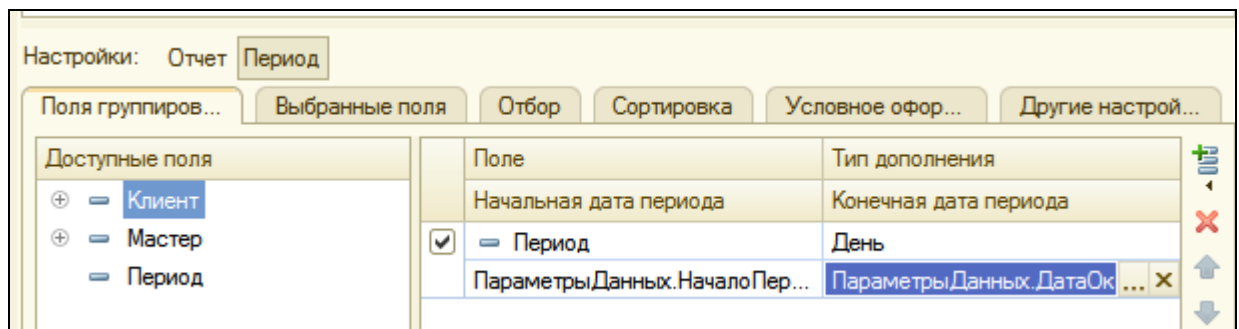 Настройки: Отчет Период
Поля группиров... Выбранные поля Отбор Сортировка Условное офор... Другие настрой...
Доступные поля Поле Тип дополнения
Клиент Начальная дата периода Конечная дата периода
Мастер Период День
Период ПараметрыДанных.НачалоПер... ПараметрыДанных.ДатаОк ...